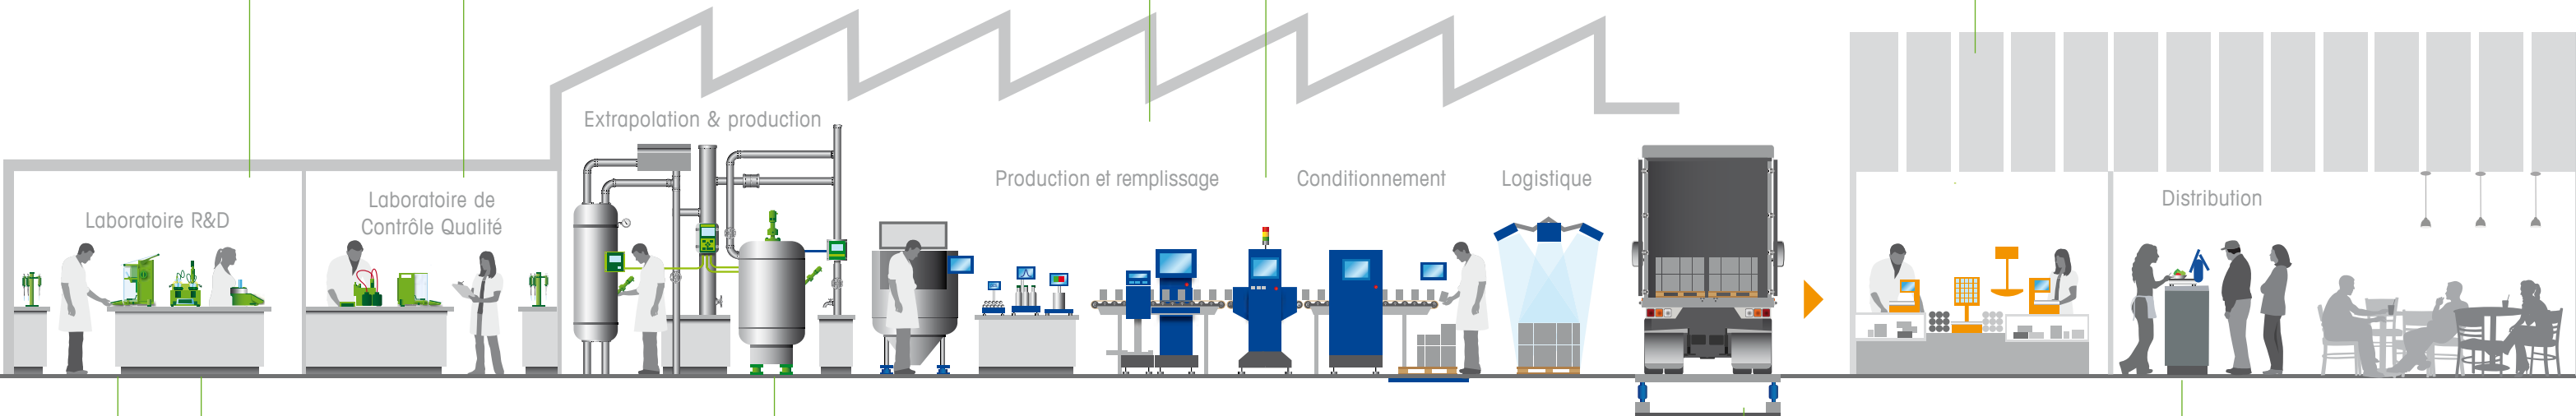 Extrapolation & production
Production et remplissage
Conditionnement
Logistique
Laboratoire de
Contrôle Qualité
Laboratoire R&D
Distribution